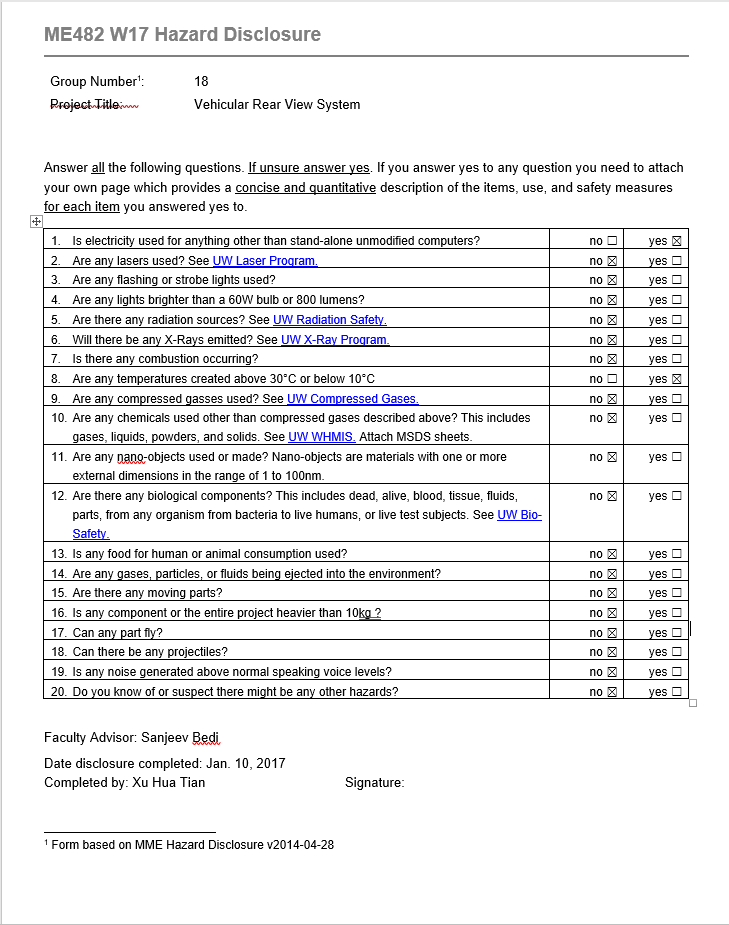 ME482 W17 Hazard Disclosure
Group Number¹: 18
Project Title: Vehicular Rear View System
Answer all the following questions. If unsure answer yes. If you answer yes to any question you need to attach
your own page which provides a concise and quantitative description of the items, use, and safety measures
for each item you answered yes to.
1. Is electricity used for anything other than stand-alone unmodified computers? no ☐ yes ☒
2. Are any lasers used? See UW Laser Program. no ☒ yes ☐
3. Are any flashing or strobe lights used? no ☒ yes ☐
4. Are any lights brighter than a 60W bulb or 800 lumens? no ☒ yes ☐
5. Are there any radiation sources? See UW Radiation Safety. no ☒ yes ☐
6. Will there be any X-Rays emitted? See UW X-Ray Program. no ☒ yes ☐
7. Is there any combustion occurring? no ☒ yes ☐
8. Are any temperatures created above 30°C or below 10°C no ☐ yes ☒
9. Are any compressed gasses used? See UW Compressed Gases. no ☒ yes ☐
10. Are any chemicals used other than compressed gases described above? This includes no ☒ yes ☐
gases, liquids, powders, and solids. See UW WHMIS. Attach MSDS sheets.
11. Are any nano-objects used or made? Nano-objects are materials with one or more no ☒ yes ☐
external dimensions in the range of 1 to 100nm.
12. Are there any biological components? This includes dead, alive, blood, tissue, fluids, no ☒ yes ☐
parts, from any organism from bacteria to live humans, or live test subjects. See UW Bio-
Safety.
13. Is any food for human or animal consumption used? no ☒ yes ☐
14. Are any gases, particles, or fluids being ejected into the environment? no ☒ yes ☐
15. Are there any moving parts? no ☒ yes ☐
16. Is any component or the entire project heavier than 10kg ? no ☒ yes ☐
17. Can any part fly? no ☒ yes ☐
18. Can there be any projectiles? no ☒ yes ☐
19. Is any noise generated above normal speaking voice levels? no ☒ yes ☐
20. Do you know of or suspect there might be any other hazards? no ☒ yes ☐
Faculty Advisor: Sanjeev Bedi
Date disclosure completed: Jan. 10, 2017
Completed by: Xu Hua Tian Signature:
¹ Form based on MME Hazard Disclosure v2014-04-28